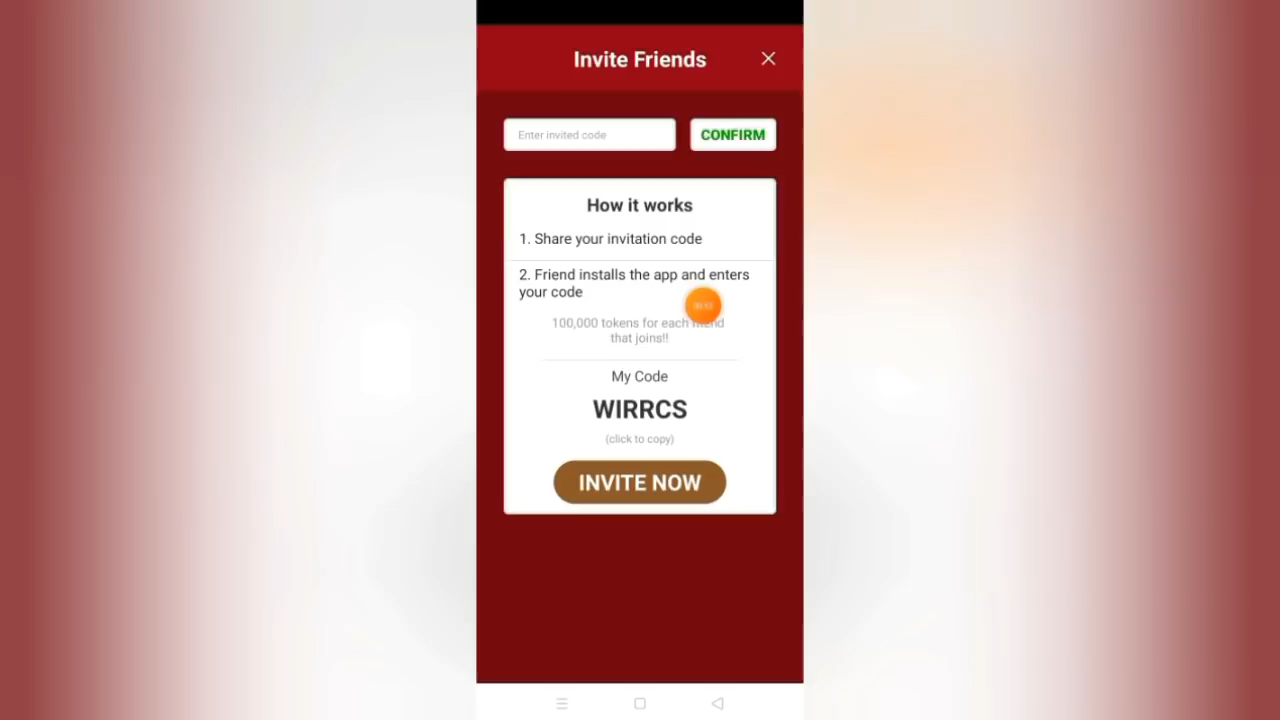 Invite Friends
Enter invited code
CONFIRM
How it works
1. Share your invitation code
2. Friend installs the app and enters
your code
100,000 tokens for each friend
that joins!!
My Code
WIRRCS
(click to copy)
INVITE NOW